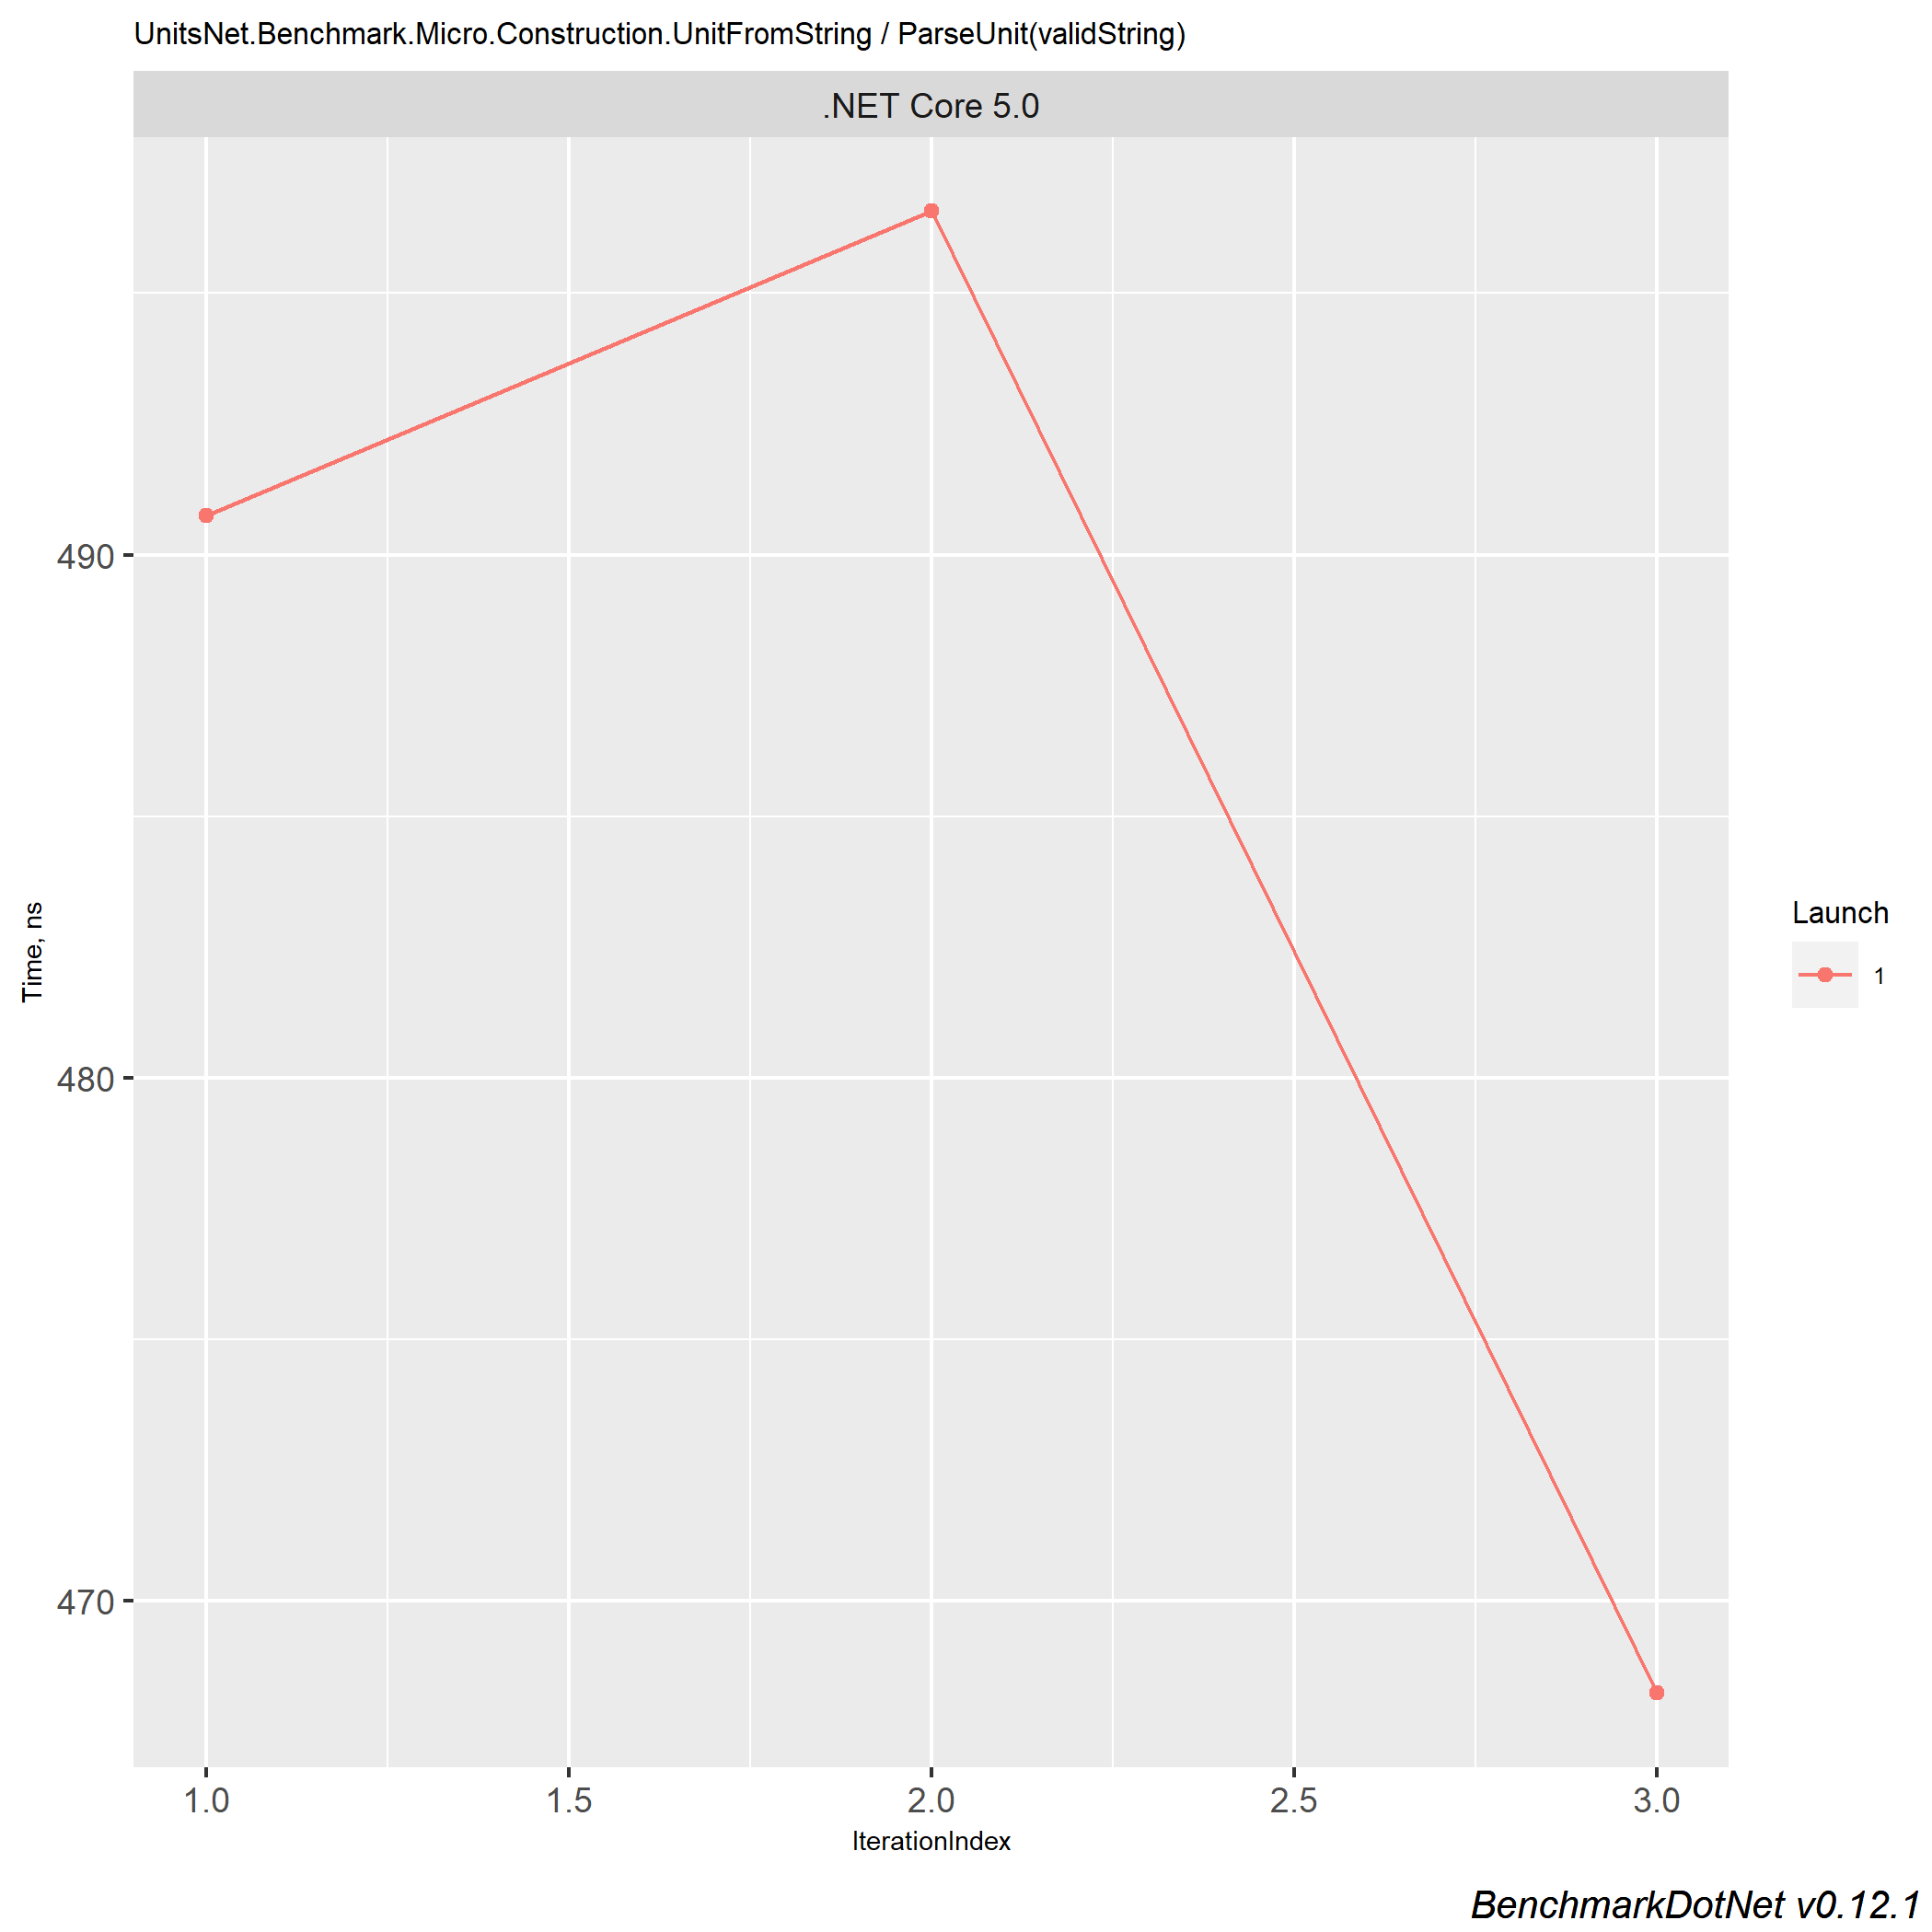 UnitsNet.Benchmark.Micro.Construction.UnitFromString / ParseUnit(validString)
.NET Core 5.0
490
480
470
Time, ns
1.0 1.5 2.0 2.5 3.0
IterationIndex
Launch
1
BenchmarkDotNet v0.12.1